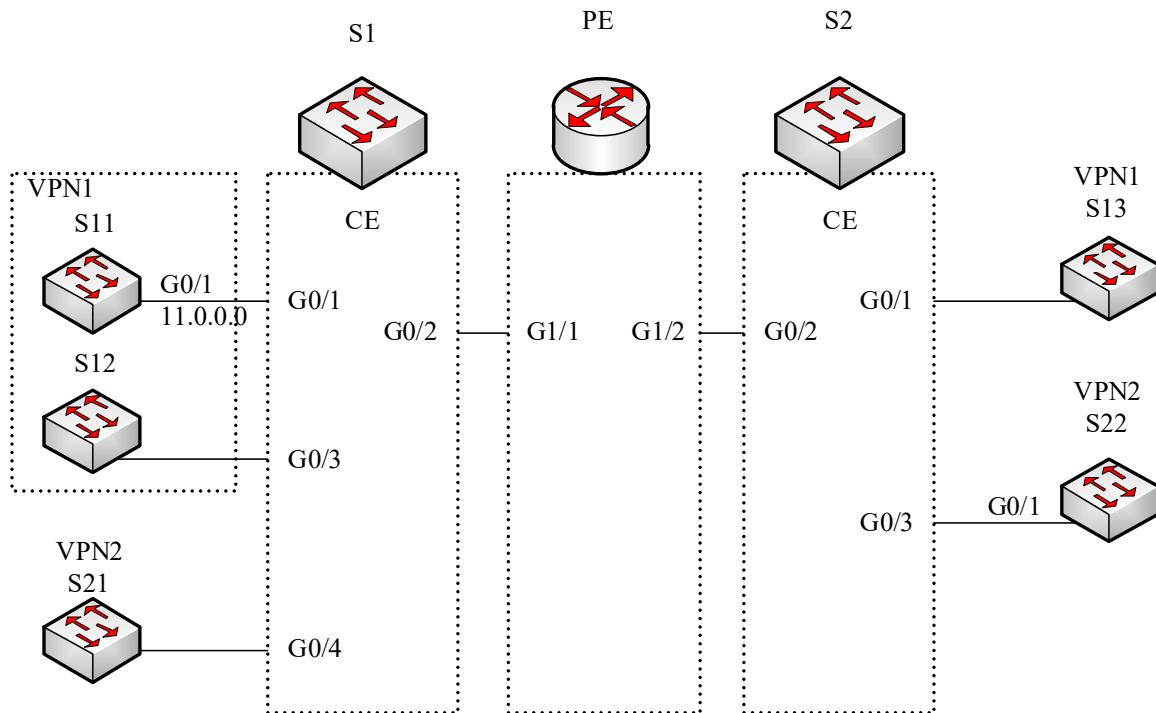 S1
PE
S2
VPN1
S11
G0/1
11.0.0.0
S12
VPN2
S21
CE
G0/1
G0/2
G0/3
G0/4
G1/1
G1/2
CE
G0/1
G0/2
G0/3
VPN1
S13
VPN2
S22
G0/1